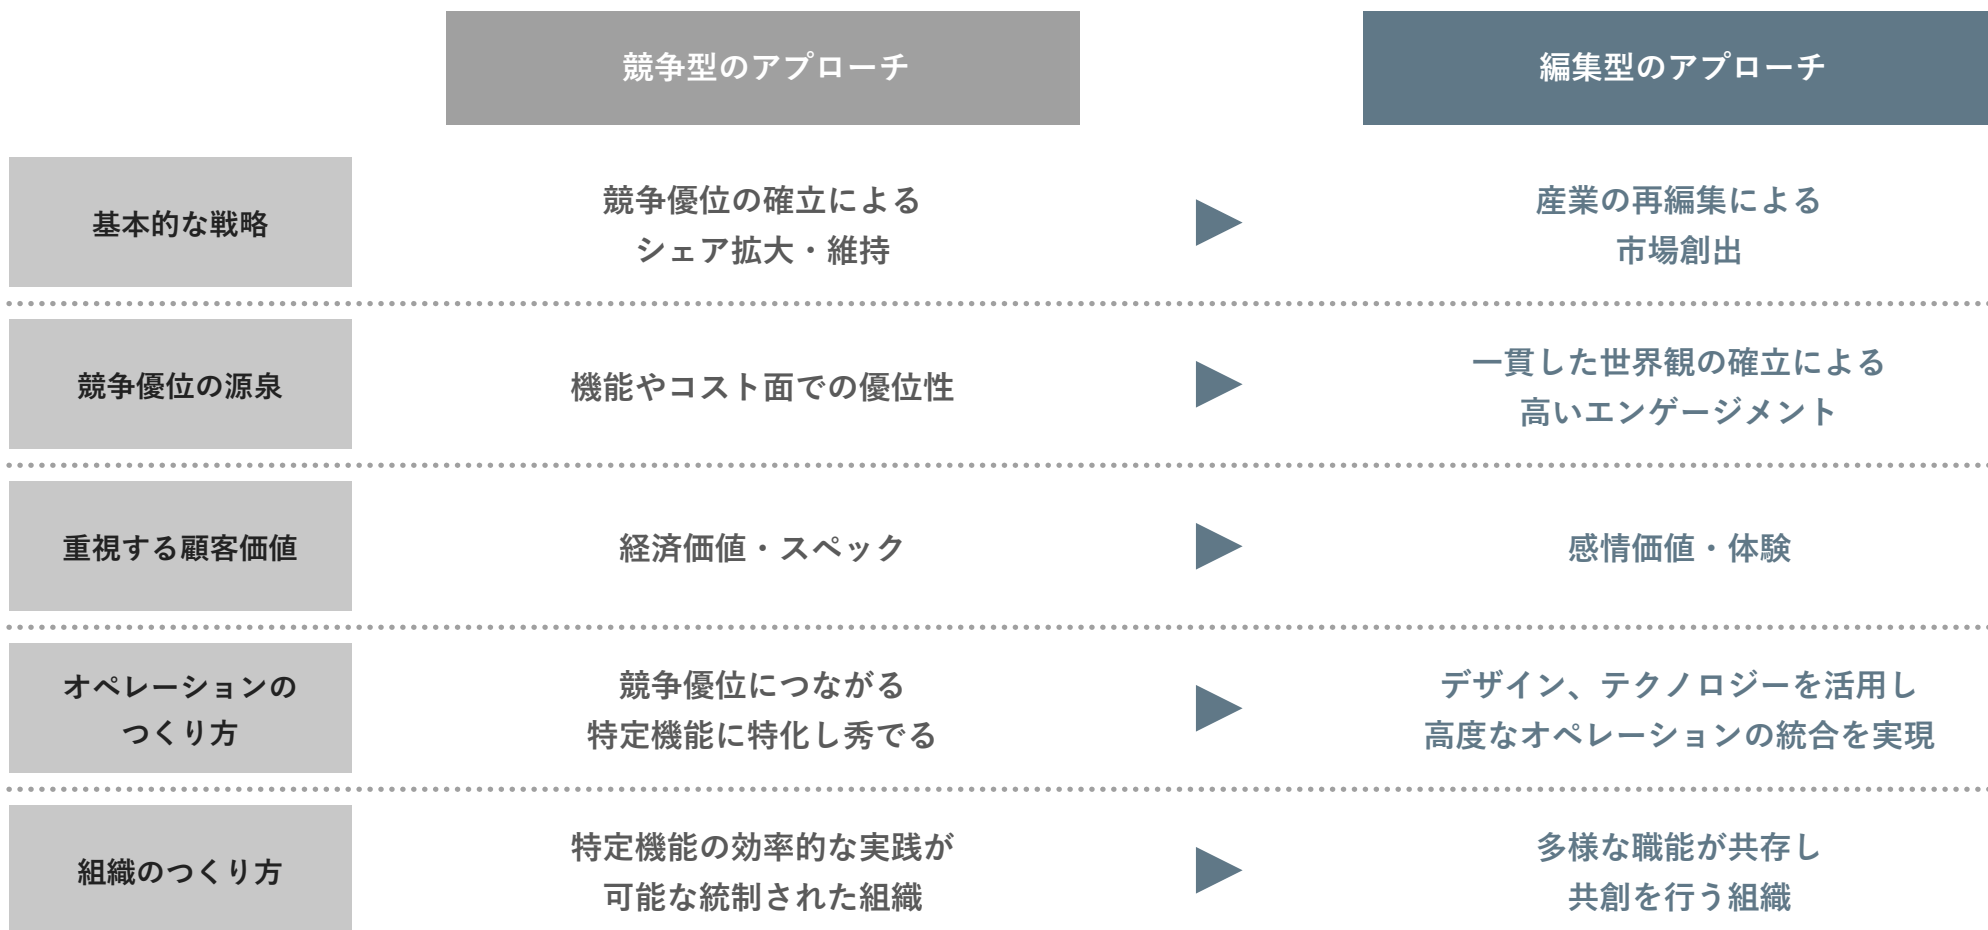 競争型のアプローチ
編集型のアプローチ
基本的な戦略
競争優位の確立による
シェア拡大・維持
産業の再編集による
市場創出
競争優位の源泉
機能やコスト面での優位性
一貫した世界観の確立による
高いエンゲージメント
重視する顧客価値
経済価値・スペック
感情価値・体験
オペレーションの
つくり方
競争優位につながる
特定機能に特化し秀でる
デザイン、テクノロジーを活用し
高度なオペレーションの統合を実現
組織のつくり方
特定機能の効率的な実践が
可能な統制された組織
多様な職能が共存し
共創を行う組織